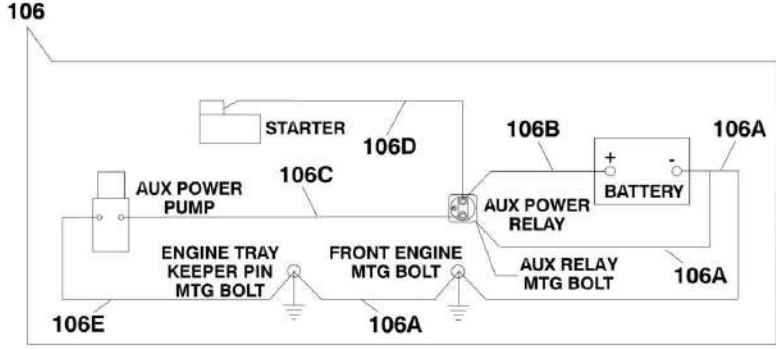 106
STARTER
106D
106B
106A
+ -
BATTERY
106C
AUX POWER
PUMP
AUX POWER
RELAY
ENGINE TRAY
KEEPER PIN
MTG BOLT
FRONT ENGINE
MTG BOLT
AUX RELAY
MTG BOLT
106A
106E
106A